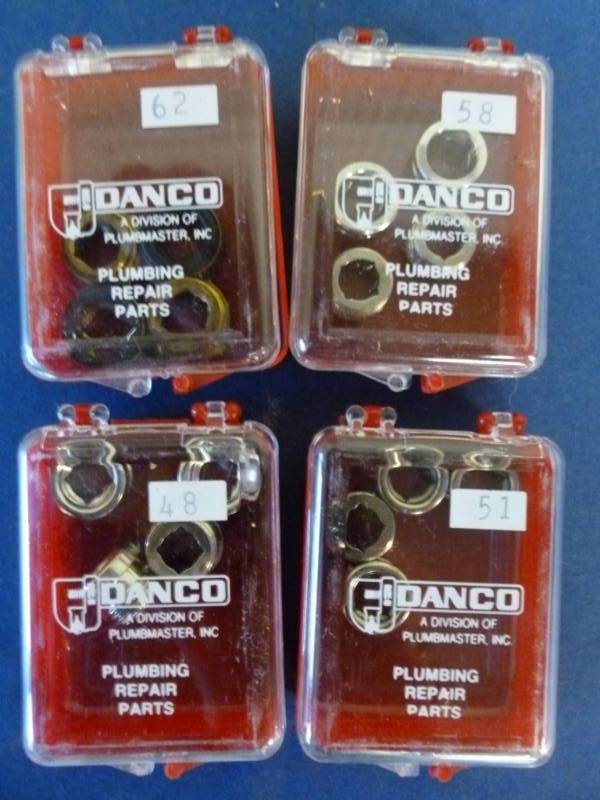 62
DANCO
A DIVISION OF
PLUMBMASTER, INC
PLUMBING
REPAIR
PARTS
58
DANCO
A DIVISION OF
PLUMBMASTER, INC
PLUMBING
REPAIR
PARTS
48
DANCO
A DIVISION OF
PLUMBMASTER, INC
PLUMBING
REPAIR
PARTS
51
DANCO
A DIVISION OF
PLUMBMASTER, INC.
PLUMBING
REPAIR
PARTS